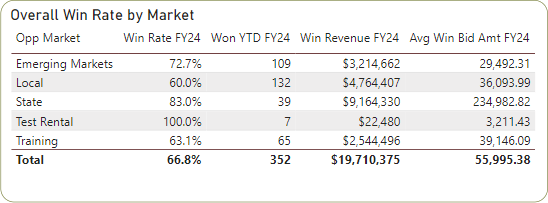 Overall Win Rate by Market
Opp Market Win Rate FY24 Won YTD FY24 Win Revenue FY24 Avg Win Bid Amt FY24
Emerging Markets 72.7% 109 $3,214,662 29,492.31
Local 60.0% 132 $4,764,407 36,093.99
State 83.0% 39 $9,164,330 234,982.82
Test Rental 100.0% 7 $22,480 3,211.43
Training 63.1% 65 $2,544,496 39,146.09
Total 66.8% 352 $19,710,375 55,995.38